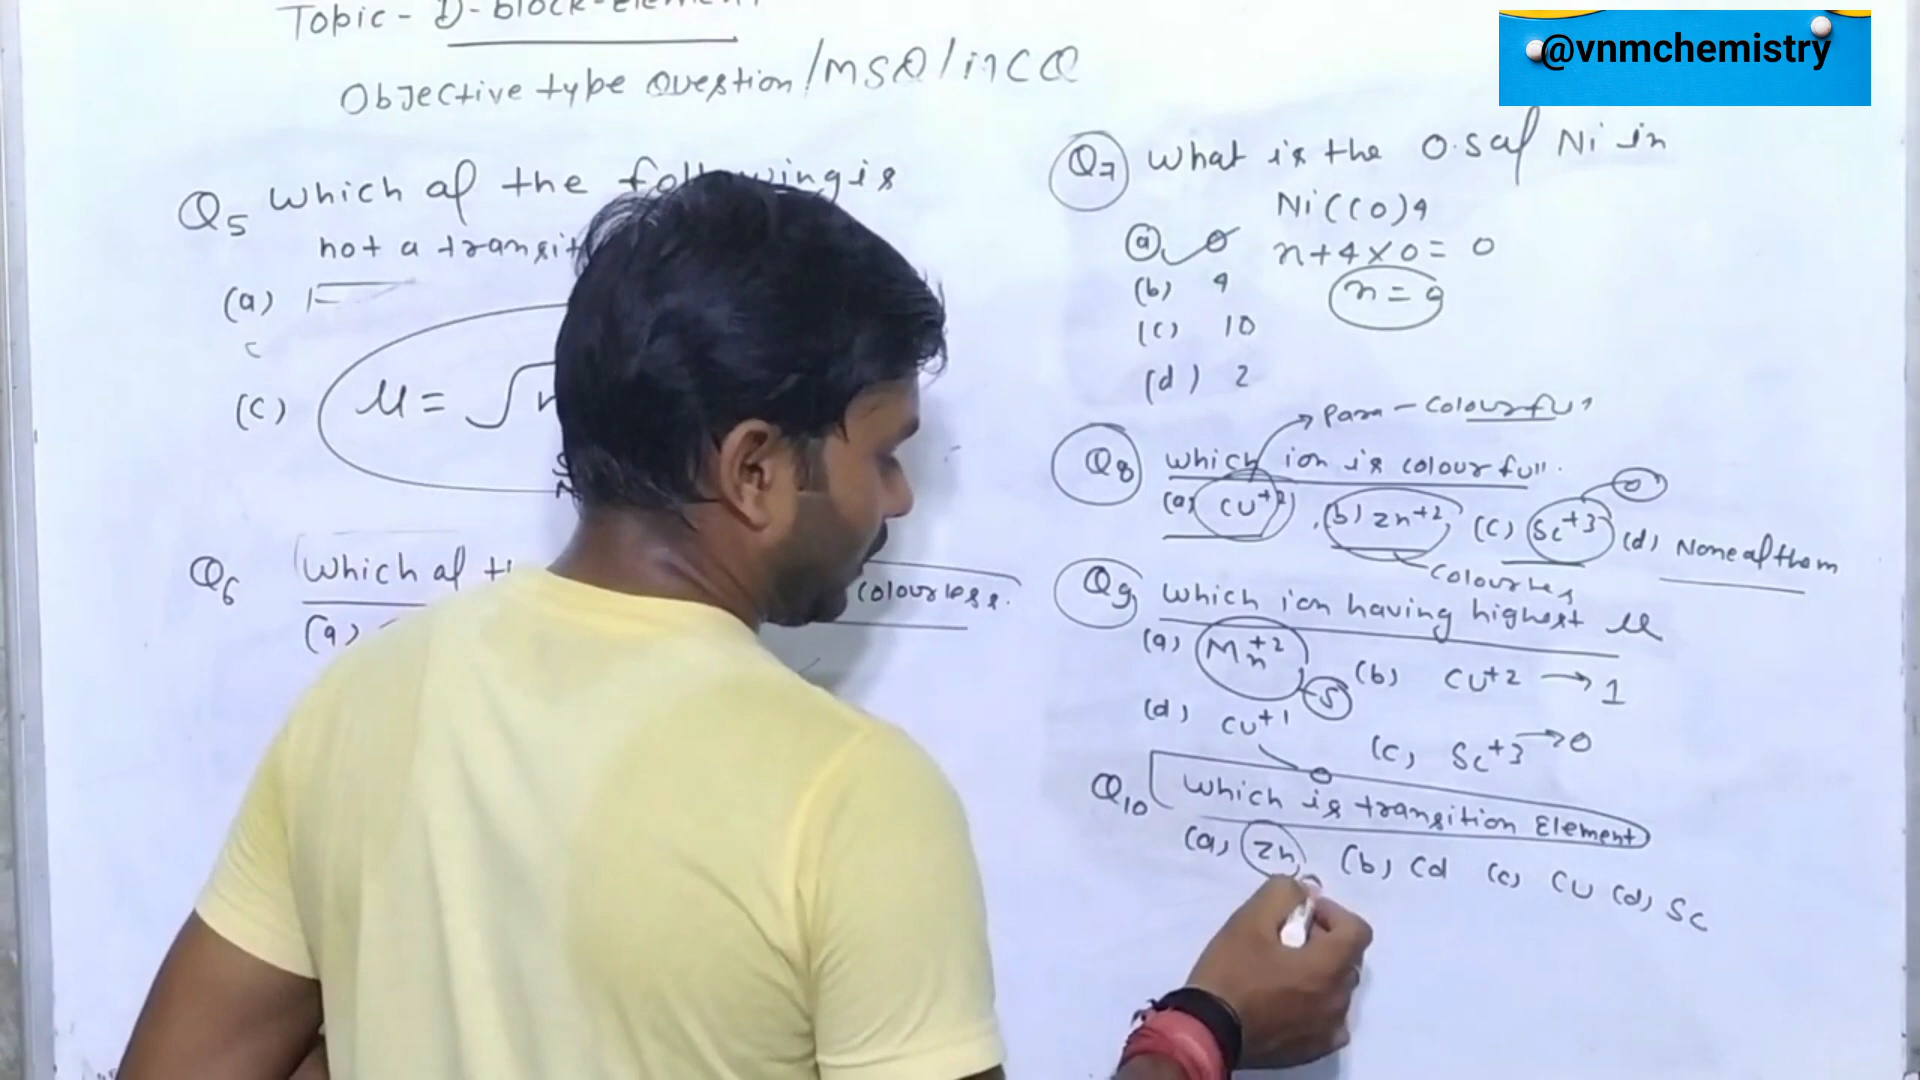 Topic - D-block-element
Objective type Question/MSQ/MCQ
Q5 Which of the following is
not a transit
(a)
(c) μ = √n
Q6 Which of th
colourless.
(a)
Q7 What is the O.S of Ni in
Ni(CO)4
(a) 0 n+4×0=0
(b) 4 n=0
(c) 10
(d) 2
Para-colourful
Q8 which ion is colourfull.
0
(a) Cu+2, (b) Zn+2, (c) Sc+3 (d) None of them
colourless
Q9 which ion having highest μ
(a) Mn+2 5 (b) Cu+2 → 1
(d) Cu+1 0 (c) Sc+3 → 0
Q10 which is transition Element
(a) Zn (b) Cd (c) Cu (d) Sc
@vnmchemistry